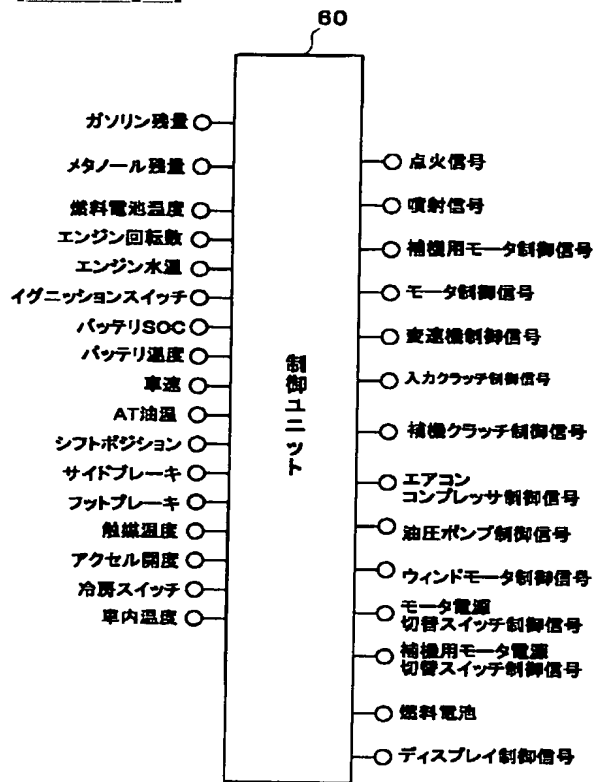 60
ガソリン残量
メタノール残量
燃料電池温度
エンジン回転数
エンジン水温
イグニッションスイッチ
バッテリSOC
バッテリ温度
車速
AT油温
シフトポジション
サイドブレーキ
フットブレーキ
触媒温度
アクセル開度
冷房スイッチ
車内温度
制御ユニット
点火信号
噴射信号
補機用モータ制御信号
モータ制御信号
変速機制御信号
入力クラッチ制御信号
補機クラッチ制御信号
エアコン
コンプレッサ制御信号
油圧ポンプ制御信号
ウィンドモータ制御信号
モータ電源
切替スイッチ制御信号
補機用モータ電源
切替スイッチ制御信号
燃料電池
ディスプレイ制御信号